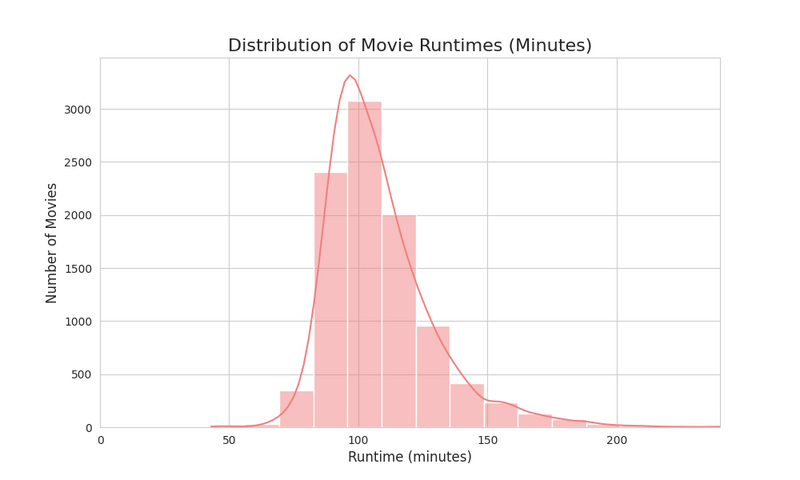 Distribution of Movie Runtimes (Minutes)
Number of Movies
3000
2500
2000
1500
1000
500
0
0 50 100 150 200
Runtime (minutes)